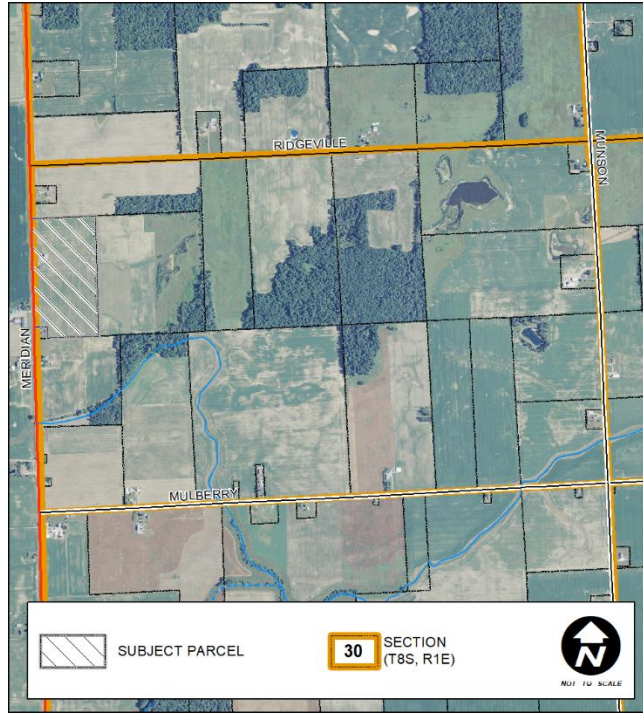 RIDGEVILLE
MUNSON
MERIDIAN
MULBERRY
SUBJECT PARCEL
30
SECTION
(T8S, R1E)
N
NOT TO SCALE